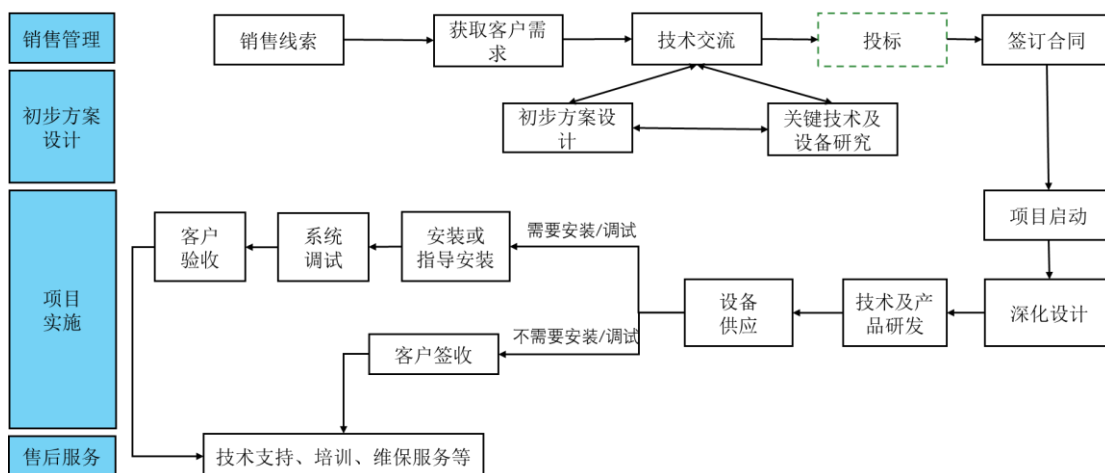 销售管理
销售线索
获取客户需
求
技术交流
投标
签订合同
初步方案
设计
初步方案设
计
关键技术及
设备研究
项目
实施
项目启动
客户
验收
系统
调试
安装或
指导安装
需要安装/调试
设备
供应
技术及产
品研发
深化设计
不需要安装/调试
客户签收
售后服务
技术支持、培训、维保服务等